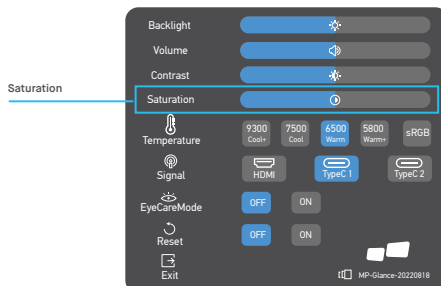 Backlight
Volume
Contrast
Saturation
Saturation
9300 7500 6500 5800 sRGB
Cool+ Cool Warm Warm+
Temperature
Signal HDMI TypeC 1 TypeC 2
EyeCareMode OFF ON
Reset OFF ON
Exit MP-Glance-20220818